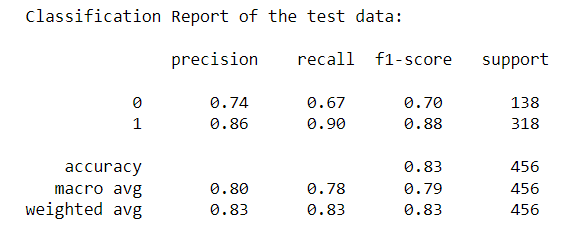 Classification Report of the test data:
precision recall f1-score support
0 0.74 0.67 0.70 138
1 0.86 0.90 0.88 318
accuracy 0.83 456
macro avg 0.80 0.78 0.79 456
weighted avg 0.83 0.83 0.83 456